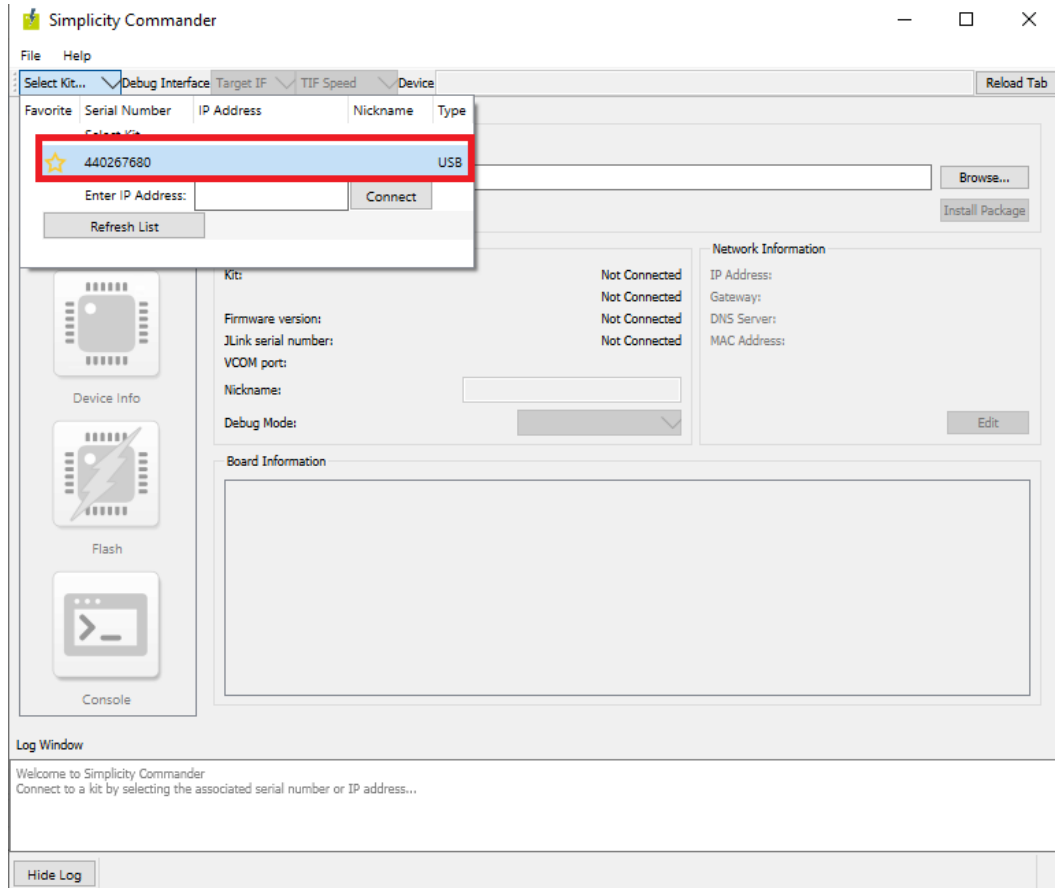 Simplicity Commander
File Help
Select Kit... Debug Interface Target IF TIF Speed Device Reload Tab
Favorite Serial Number IP Address Nickname Type
Select Kit
440267680 USB
Enter IP Address: Connect
Refresh List
Browse...
Install Package
Network Information
Kit: Not Connected IP Address:
Not Connected Gateway:
Firmware version: Not Connected DNS Server:
JLink serial number: Not Connected MAC Address:
VCOM port:
Nickname:
Debug Mode: Edit
Board Information
Device Info
Flash
Console
Log Window
Welcome to Simplicity Commander
Connect to a kit by selecting the associated serial number or IP address...
Hide Log